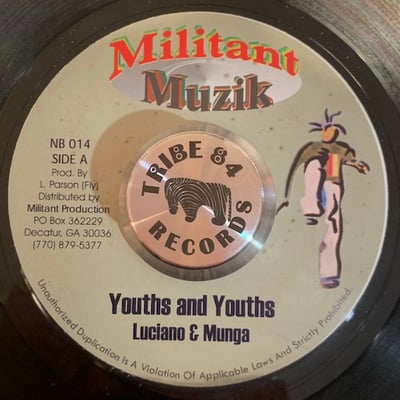 Militant
Muzik
NB 014
SIDE A
Prod. By
L. Parson (Fly)
Distributed by
Militant Production
PO Box 362229
Decatur, GA 30036
(770) 879-5377
TRIBE 84
RECORDS
Youths and Youths
Luciano & Munga
Unauthorized Duplication Is A Violation Of Applicable Laws And Strictly Prohibited.